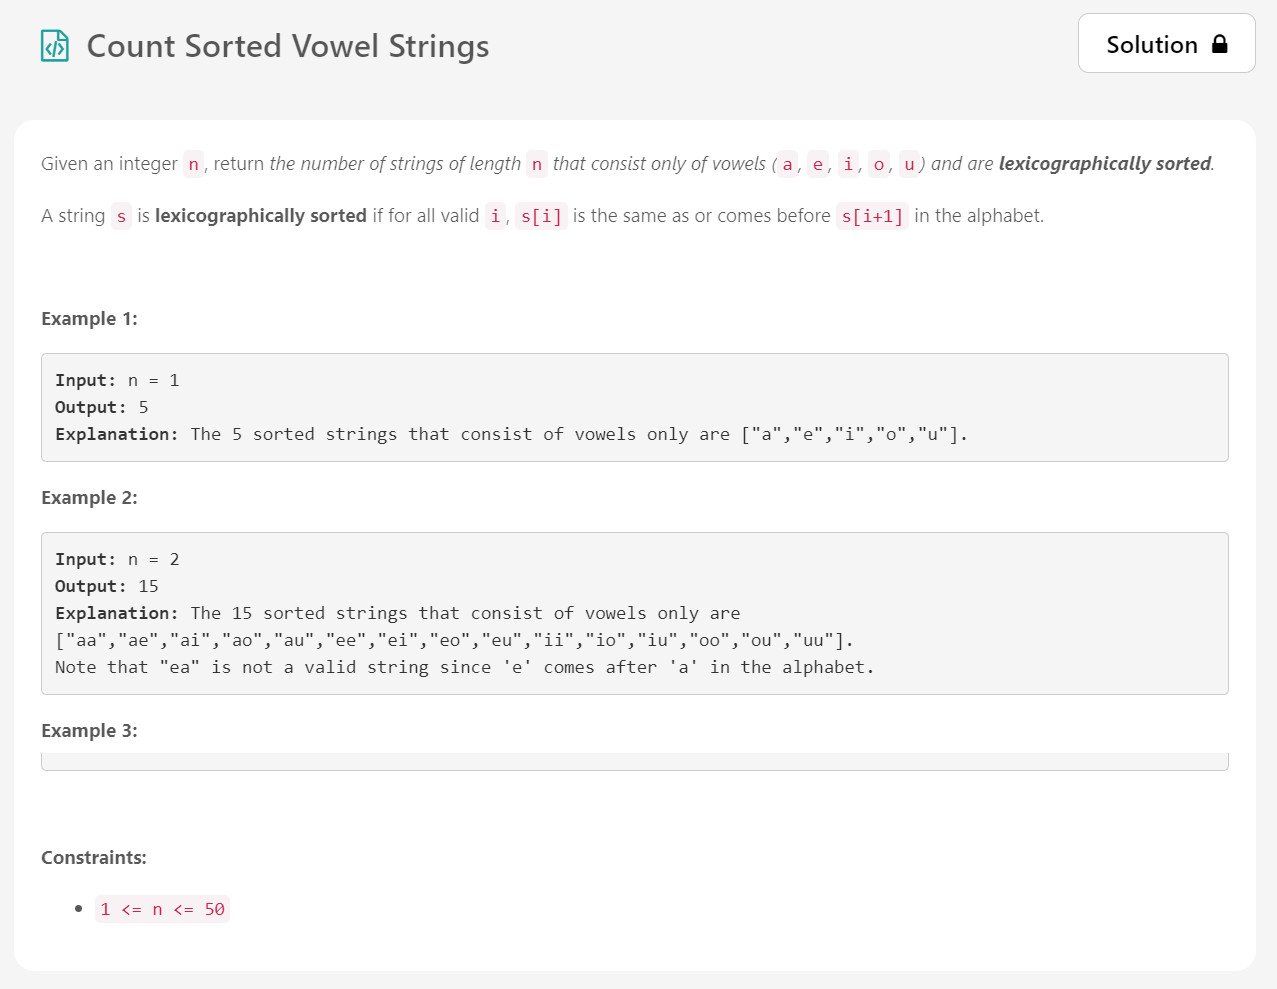 Count Sorted Vowel Strings
Solution
Given an integer n, return the number of strings of length n that consist only of vowels (a, e, i, o, u) and are lexicographically sorted.
A string s is lexicographically sorted if for all valid i, s[i] is the same as or comes before s[i+1] in the alphabet.
Example 1:
Input: n = 1
Output: 5
Explanation: The 5 sorted strings that consist of vowels only are ["a","e","i","o","u"].
Example 2:
Input: n = 2
Output: 15
Explanation: The 15 sorted strings that consist of vowels only are
["aa","ae","ai","ao","au","ee","ei","eo","eu","ii","io","iu","oo","ou","uu"].
Note that "ea" is not a valid string since 'e' comes after 'a' in the alphabet.
Example 3:
Constraints:
1 <= n <= 50